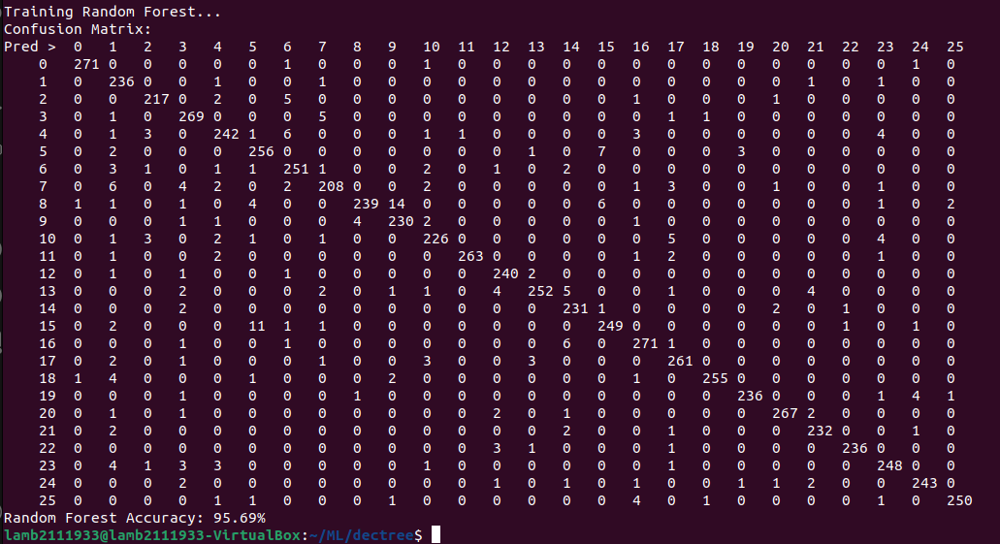 Training Random Forest...
Confusion Matrix:
Pred > 0 1 2 3 4 5 6 7 8 9 10 11 12 13 14 15 16 17 18 19 20 21 22 23 24 25
0 271 0 0 0 0 0 1 0 0 0 1 0 0 0 0 0 0 0 0 0 0 0 0 0 1 0
1 0 236 0 0 1 0 0 1 0 0 0 0 0 0 0 0 0 0 0 0 0 1 0 1 0 0
2 0 0 217 0 2 0 5 0 0 0 0 0 0 0 0 0 1 0 0 0 1 0 0 0 0 0
3 0 1 0 269 0 0 0 5 0 0 0 0 0 0 0 0 0 1 1 0 0 0 0 0 0 0
4 0 1 3 0 242 1 6 0 0 0 1 1 0 0 0 0 3 0 0 0 0 0 0 4 0 0
5 0 2 0 0 0 256 0 0 0 0 0 0 0 1 0 7 0 0 0 3 0 0 0 0 0 0
6 0 3 1 0 1 1 251 1 0 0 2 0 1 0 2 0 0 0 0 0 0 0 0 0 0 0
7 0 6 0 4 2 0 2 208 0 0 2 0 0 0 0 0 1 3 0 0 1 0 0 1 0 0
8 1 1 0 1 0 4 0 0 239 14 0 0 0 0 0 6 0 0 0 0 0 0 0 1 0 2
9 0 0 0 1 1 0 0 0 4 230 2 0 0 0 0 0 1 0 0 0 0 0 0 0 0 0
10 0 1 3 0 2 1 0 1 0 0 226 0 0 0 0 0 0 5 0 0 0 0 0 4 0 0
11 0 1 0 0 2 0 0 0 0 0 0 263 0 0 0 0 1 2 0 0 0 0 0 1 0 0
12 0 1 0 1 0 0 1 0 0 0 0 0 240 2 0 0 0 0 0 0 0 0 0 0 0 0
13 0 0 0 2 0 0 0 2 0 1 1 0 4 252 5 0 0 1 0 0 0 4 0 0 0 0
14 0 0 0 2 0 0 0 0 0 0 0 0 0 0 231 1 0 0 0 0 2 0 1 0 0 0
15 0 2 0 0 0 11 1 1 0 0 0 0 0 0 0 249 0 0 0 0 0 0 1 0 1 0
16 0 0 0 1 0 0 1 0 0 0 0 0 0 0 6 0 271 1 0 0 0 0 0 0 0 0
17 0 2 0 1 0 0 0 1 0 0 3 0 0 3 0 0 0 261 0 0 0 0 0 0 0 0
18 1 4 0 0 0 1 0 0 0 2 0 0 0 0 0 0 1 0 255 0 0 0 0 0 0 0
19 0 0 0 1 0 0 0 0 1 0 0 0 0 0 0 0 0 0 0 236 0 0 0 1 4 1
20 0 1 0 1 0 0 0 0 0 0 0 0 2 0 1 0 0 0 0 0 267 2 0 0 0 0
21 0 2 0 0 0 0 0 0 0 0 0 0 0 0 2 0 0 1 0 0 0 232 0 0 1 0
22 0 0 0 0 0 0 0 0 0 0 0 0 3 1 0 0 0 1 0 0 0 0 236 0 0 0
23 0 4 1 3 3 0 0 0 0 0 1 0 0 0 0 0 0 1 0 0 0 0 0 248 0 0
24 0 0 0 2 0 0 0 0 0 0 0 0 1 0 1 0 1 0 0 1 1 2 0 0 243 0
25 0 0 0 0 1 1 0 0 0 1 0 0 0 0 0 0 4 0 1 0 0 0 0 1 0 250
Random Forest Accuracy: 95.69%
lamb2111933@lamb2111933-VirtualBox:~/ML/dectree$